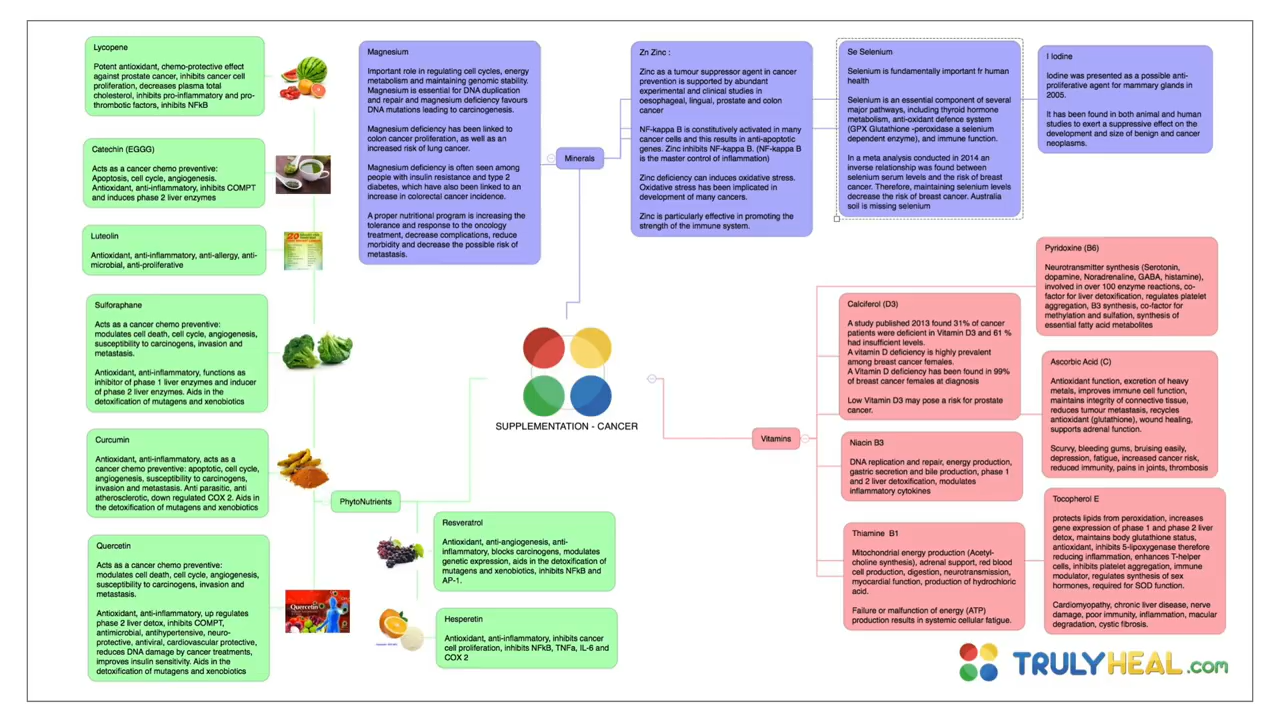 Lycopene
Potent antioxidant, chemo-protective effect
against prostate cancer, inhibits cancer cell
proliferation, decreases plasma total
cholesterol, inhibits pro-inflammatory and pro-
thrombotic factors, inhibits NFkB
Catechin (EGGG)
Acts as a cancer chemo preventive:
Apoptosis, cell cycle, angiogenesis.
Antioxidant, anti-inflammatory, inhibits COMPT
and induces phase 2 liver enzymes
Luteolin
Antioxidant, anti-inflammatory, anti-allergy, anti-
microbial, anti-proliferative
Sulforaphane
Acts as a cancer chemo preventive:
modulates cell death, cell cycle, angiogenesis,
susceptibility to carcinogens, invasion and
metastasis.
Antioxidant, anti-inflammatory, functions as
inhibitor of phase 1 liver enzymes and inducer
of phase 2 liver enzymes. Aids in the
detoxification of mutagens and xenobiotics
Curcumin
Antioxidant, anti-inflammatory, acts as a
cancer chemo preventive: apoptotic, cell cycle,
angiogenesis, susceptibility to carcinogens,
invasion and metastasis. Anti parasitic, anti
atherosclerotic, down regulated COX 2. Aids in
the detoxification of mutagens and xenobiotics
Quercetin
Acts as a cancer chemo preventive:
modulates cell death, cell cycle, angiogenesis,
susceptibility to carcinogens, invasion and
metastasis.
Antioxidant, anti-inflammatory, up regulates
phase 2 liver detox, inhibits COMPT,
antimicrobial, antihypertensive, neuro-
protective, antiviral, cardiovascular protective,
reduces DNA damage by cancer treatments,
improves insulin sensitivity. Aids in the
detoxification of mutagens and xenobiotics
Quercetin
PhytoNutrients
Resveratrol
Antioxidant, anti-angiogenesis, anti-
inflammatory, blocks carcinogens, modulates
genetic expression, aids in the detoxification of
mutagens and xenobiotics, inhibits NFkB and
AP-1.
Hesperetin
Antioxidant, anti-inflammatory, inhibits cancer
cell proliferation, inhibits NFkB, TNFa, IL-6 and
COX 2
Magnesium
Important role in regulating cell cycles, energy
metabolism and maintaining genomic stability.
Magnesium is essential for DNA duplication
and repair and magnesium deficiency favours
DNA mutations leading to carcinogenesis.
Magnesium deficiency has been linked to
colon cancer proliferation, as well as an
increased risk of lung cancer.
Magnesium deficiency is often seen among
people with insulin resistance and type 2
diabetes, which have also been linked to an
increase in colorectal cancer incidence.
A proper nutritional program is increasing the
tolerance and response to the oncology
treatment, decrease complications, reduce
morbidity and decrease the possible risk of
metastasis.
Minerals
Zn Zinc :
Zinc as a tumour suppressor agent in cancer
prevention is supported by abundant
experimental and clinical studies in
oesophageal, lingual, prostate and colon
cancer
NF-kappa B is constitutively activated in many
cancer cells and this results in anti-apoptotic
genes. Zinc inhibits NF-kappa B. (NF-kappa B
is the master control of inflammation)
Zinc deficiency can induces oxidative stress.
Oxidative stress has been implicated in
development of many cancers.
Zinc is particularly effective in promoting the
strength of the immune system.
Se Selenium
Selenium is fundamentally important fr human
health
Selenium is an essential component of several
major pathways, including thyroid hormone
metabolism, anti-oxidant defence system
(GPX Glutathione -peroxidase a selenium
dependent enzyme), and immune function.
In a meta analysis conducted in 2014 an
inverse relationship was found between
selenium serum levels and the risk of breast
cancer. Therefore, maintaining selenium levels
decrease the risk of breast cancer. Australia
soil is missing selenium
I Iodine
Iodine was presented as a possible anti-
proliferative agent for mammary glands in
2005.
It has been found in both animal and human
studies to exert a suppressive effect on the
development and size of benign and cancer
neoplasms.
SUPPLEMENTATION - CANCER
Vitamins
Calciferol (D3)
A study published 2013 found 31% of cancer
patients were deficient in Vitamin D3 and 61 %
had insufficient levels.
A vitamin D deficiency is highly prevalent
among breast cancer females.
A Vitamin D deficiency has been found in 99%
of breast cancer females at diagnosis
Low Vitamin D3 may pose a risk for prostate
cancer.
Niacin B3
DNA replication and repair, energy production,
gastric secretion and bile production, phase 1
and 2 liver detoxification, modulates
inflammatory cytokines
Thiamine B1
Mitochondrial energy production (Acetyl-
choline synthesis), adrenal support, red blood
cell production, digestion, neurotransmission,
myocardial function, production of hydrochloric
acid.
Failure or malfunction of energy (ATP)
production results in systemic cellular fatigue.
Pyridoxine (B6)
Neurotransmitter synthesis (Serotonin,
dopamine, Noradrenaline, GABA, histamine),
involved in over 100 enzyme reactions, co-
factor for liver detoxification, regulates platelet
aggregation, B3 synthesis, co-factor for
methylation and sulfation, synthesis of
essential fatty acid metabolites
Ascorbic Acid (C)
Antioxidant function, excretion of heavy
metals, improves immune cell function,
maintains integrity of connective tissue,
reduces tumour metastasis, recycles
antioxidant (glutathione), wound healing,
supports adrenal function.
Scurvy, bleeding gums, bruising easily,
depression, fatigue, increased cancer risk,
reduced immunity, pains in joints, thrombosis
Tocopherol E
protects lipids from peroxidation, increases
gene expression of phase 1 and phase 2 liver
detox, maintains body glutathione status,
antioxidant, inhibits 5-lipoxygenase therefore
reducing inflammation, enhances T-helper
cells, inhibits platelet aggregation, immune
modulator, regulates synthesis of sex
hormones, required for SOD function.
Cardiomyopathy, chronic liver disease, nerve
damage, poor immunity, inflammation, macular
degradation, cystic fibrosis.
TRULYHEAL.com